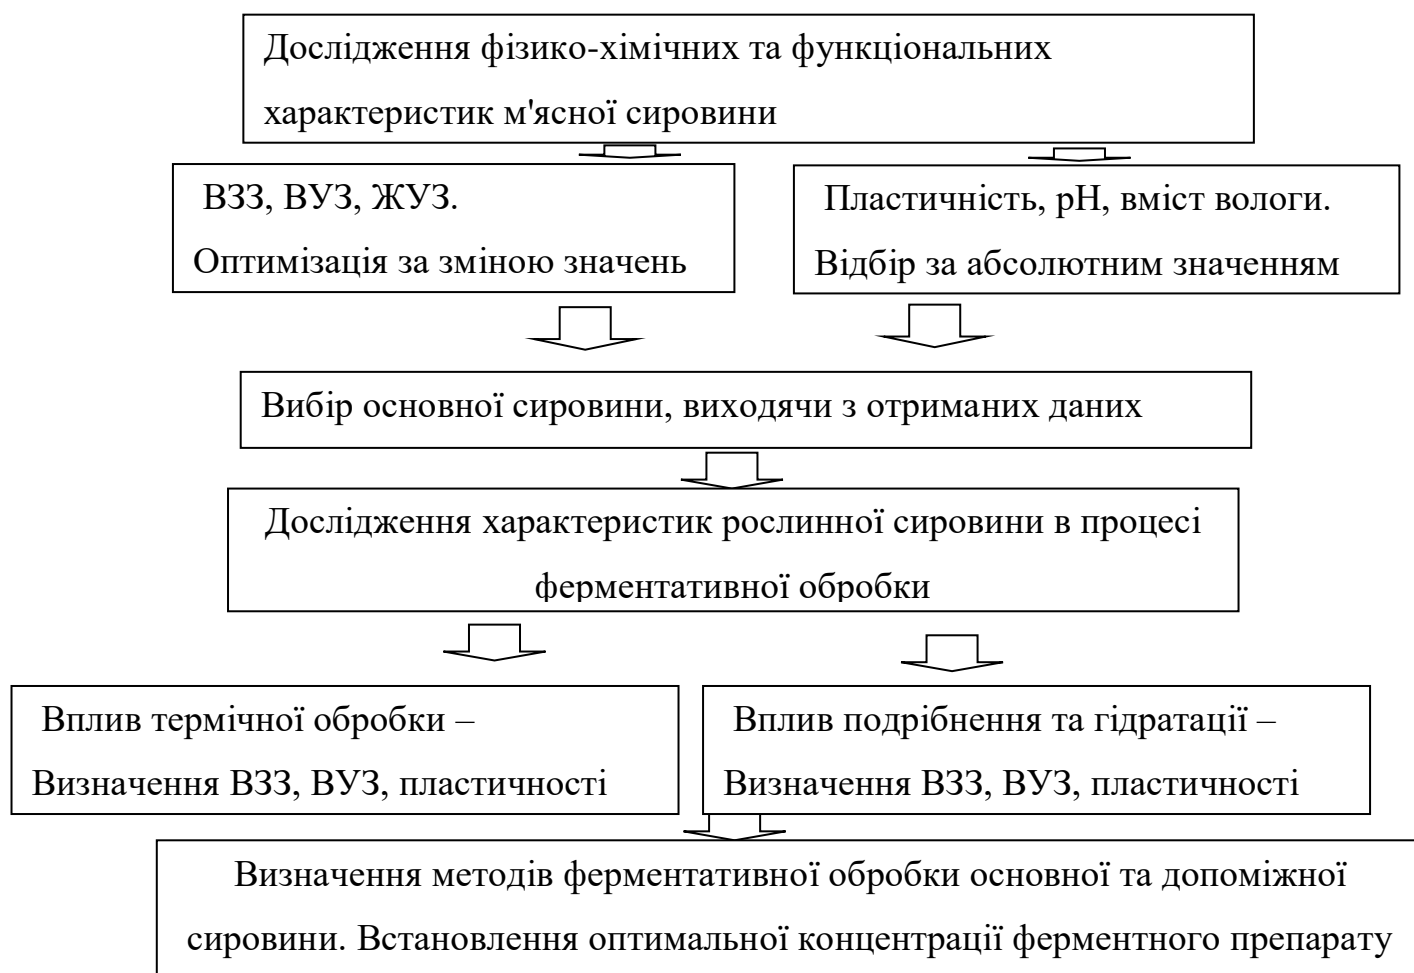 Дослідження фізико-хімічних та функціональних
характеристик м'ясної сировини
ВЗЗ, ВУЗ, ЖУЗ.
Оптимізація за зміною значень
Пластичність, рН, вміст вологи.
Відбір за абсолютним значенням
Вибір основної сировини, виходячи з отриманих даних
Дослідження характеристик рослинної сировини в процесі
ферментативної обробки
Вплив термічної обробки –
Визначення ВЗЗ, ВУЗ, пластичності
Вплив подрібнення та гідратації –
Визначення ВЗЗ, ВУЗ, пластичності
Визначення методів ферментативної обробки основної та допоміжної
сировини. Встановлення оптимальної концентрації ферментного препарату